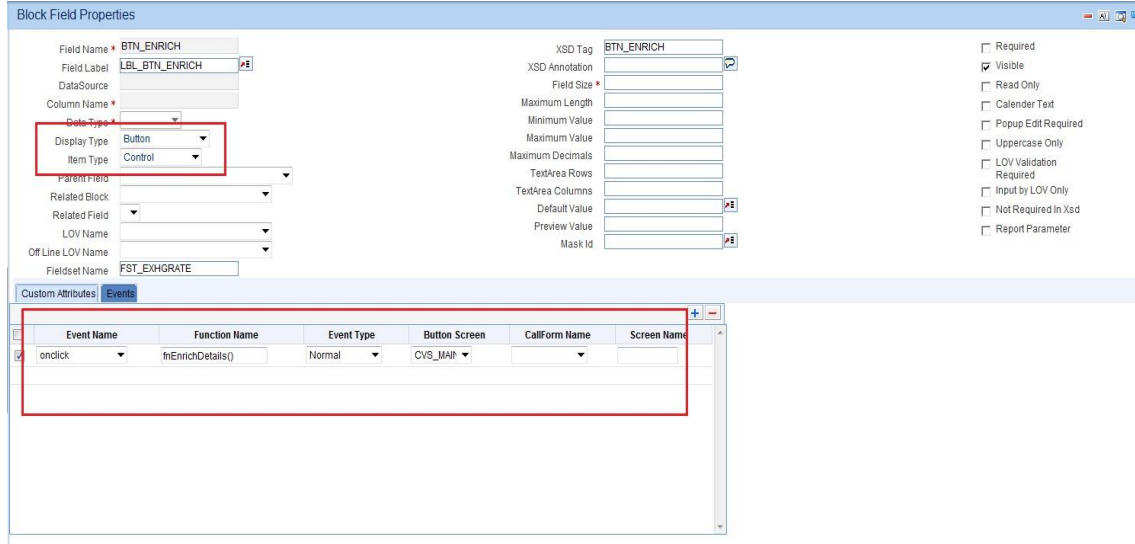 Block Field Properties
Field Name * BTN_ENRICH
Field Label LBL_BTN_ENRICH
DataSource
Column Name *
Data Type *
Display Type Button
Item Type Control
Parent Field
Related Block
Related Field
LOV Name
Off Line LOV Name
Fieldset Name FST_EXHGRATE
XSD Tag BTN_ENRICH
XSD Annotation
Field Size *
Maximum Length
Minimum Value
Maximum Value
Maximum Decimals
TextArea Rows
TextArea Columns
Default Value
Preview Value
Mask Id
Required
Visible
Read Only
Calender Text
Popup Edit Required
Uppercase Only
LOV Validation
Required
Input by LOV Only
Not Required In Xsd
Report Parameter
Custom Attributes Events
Event Name Function Name Event Type Button Screen CallForm Name Screen Name
onclick fnEnrichDetails() Normal CVS_MAIN